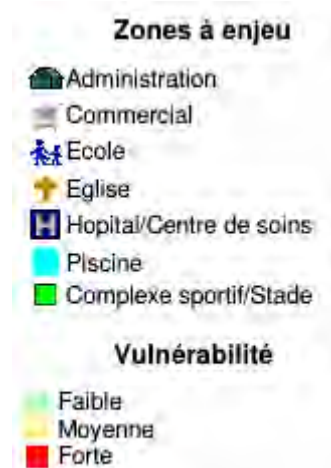 Zones à enjeu
Administration
Commercial
Ecole
Eglise
H Hopital/Centre de soins
Piscine
Complexe sportif/Stade
Vulnérabilité
Faible
Moyenne
Forte